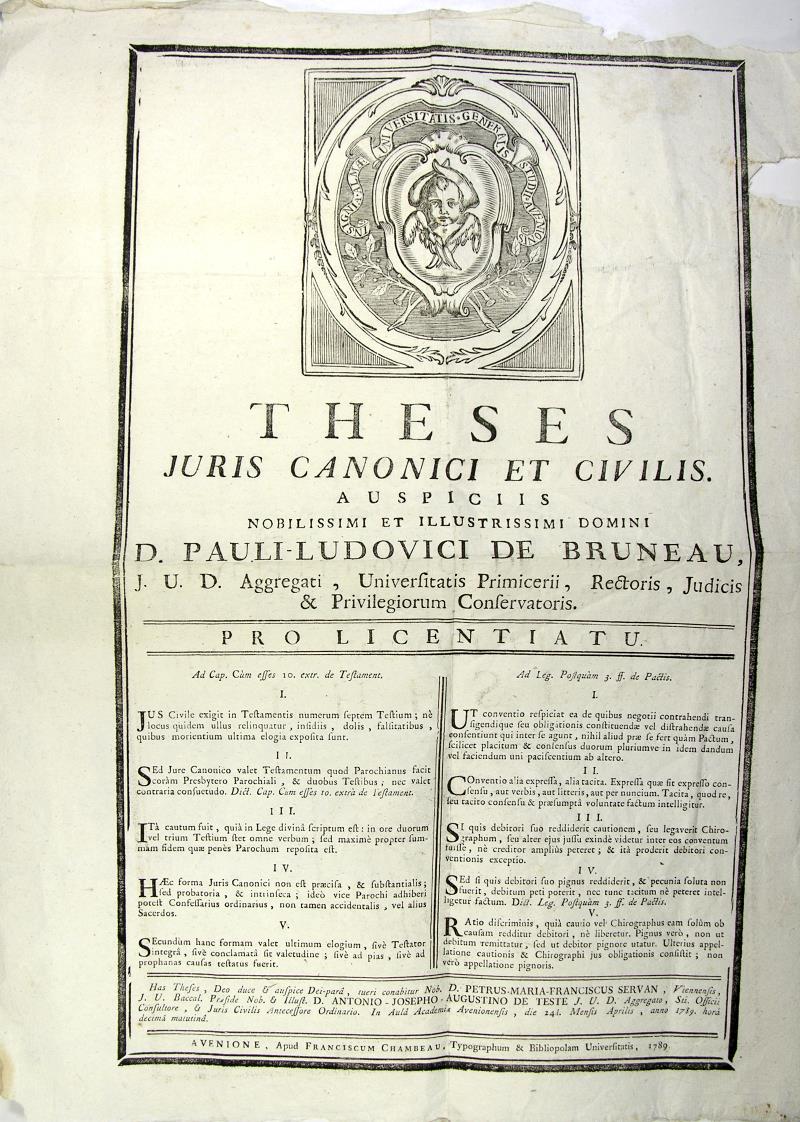 INSIGNIA ALMÆ UNIVERSITATIS GENERALIS STUDII AVENION
THESES
JURIS CANONICI ET CIVILIS.
AUSPICIIS
NOBILISSIMI ET ILLUSTRISSIMI DOMINI
D. PAULI-LUDOVICI DE BRUNEAU,
J. U. D. Aggregati , Univerſitatis Primicerii, Rectoris, Judicis
& Privilegiorum Conſervatoris.
PRO LICENTIATU.
Ad Cap. Cùm eſſes 10. extr. de Teſtament.
I.
JUS Civile exigit in Teſtamentis numerum ſeptem Teſtium ; nè
locus quidem ullus relinquatur , inſidiis , dolis , falſitatibus ,
quibus morientium ultima elogia expoſita ſunt.
II.
SEd Jure Canonico valet Teſtamentum quod Parochianus facit
coràm Presbytero Parochiali , & duobus Teſtibus ; nec valet
contraria conſuetudo. Dict. Cap. Cum eſſes 10. extrà de Teſtament.
III.
ITà cautum fuit , quià in Lege divinâ ſcriptum eſt : in ore duorum
vel trium Teſtium ſtet omne verbum ; ſed maximè propter ſum-
mam fidem quæ penès Parochum repoſita eſt.
IV.
HÆc forma Juris Canonici non eſt præciſa , & ſubſtantialis ;
ſed probatoria , & intrinſeca ; ideò vice Parochi adhiberi
poteſt Confeſſarius ordinarius , non tamen accidentalis , vel alius
Sacerdos.
V.
SEcundùm hanc formam valet ultimum elogium , ſivè Teſtator
integrâ , ſivè conclamatâ ſit valetudine ; ſivè ad pias , ſivè ad
prophanas cauſas teſtatus fuerit.
Ad Leg. Poſtquàm 3. ff. de Pactis.
I.
UT conventio reſpiciat ea de quibus negotii contrahendi tran-
ſigendique ſeu obligationis conſtituendæ vel diſtrahendæ cauſa
conſentiunt qui inter ſe agunt , nihil aliud præ ſe fert quàm Pactum,
ſcilicet placitum & conſenſus duorum pluriumve in idem dandum
vel faciendum uni paciſcentium ab altero.
II.
COnventio alia expreſſa, alia tacita. Expreſſa quæ fit expreſſo con-
ſenſu, aut verbis, aut litteris, aut per nuncium. Tacita, quod re,
ſeu tacito conſenſu & præſumptâ voluntate factum intelligitur.
III.
SI quis debitori ſuo reddiderit cautionem , ſeu legaverit Chiro-
graphum , ſeu alter ejus juſſu exindè videtur inter eos conventum
fuiſſe, nè creditor ampliùs peteret ; & ità proderit debitori con-
ventionis exceptio.
IV.
SEd ſi quis debitori ſuo pignus reddiderit, & pecunia ſoluta non
fuerit , debitum peti poterit , nec tunc tacitum nè peteret intel-
ligetur factum. Dict. Leg. Poſtquam 3. ff. de Pactis.
V.
RAtio diſcriminis , quià cautio vel Chirographus eam ſolùm ob
cauſam redditur debitori , nè liberetur. Pignus verò , non ut
debitum remittatur , ſed ut debitor pignore utatur. Ulterius appel-
latione cautionis & Chirographi jus obligationis conſiſtit ; non
verò appellatione pignoris.
Has Theſes , Deo duce & auſpice Dei-parâ , tueri conabitur Nob. D. PETRUS-MARIA-FRANCISCUS SERVAN , Viennenſis,
J. U. Baccal. Præſide Nob. & Illuſt. D. ANTONIO-JOSEPHO-AUGUSTINO DE TESTE J. U. D. Aggregato, Sti. Officii
Conſultore , & Juris Civilis Anteceſſore Ordinario. In Aulâ Academiæ Avenionenſis , die 24â. Menſis Aprilis , anno 1789. horâ
decimâ matutinâ.
AVENIONE, Apud FRANCISCUM CHAMBEAU, Typographum & Bibliopolam Univerſitatis, 1789.